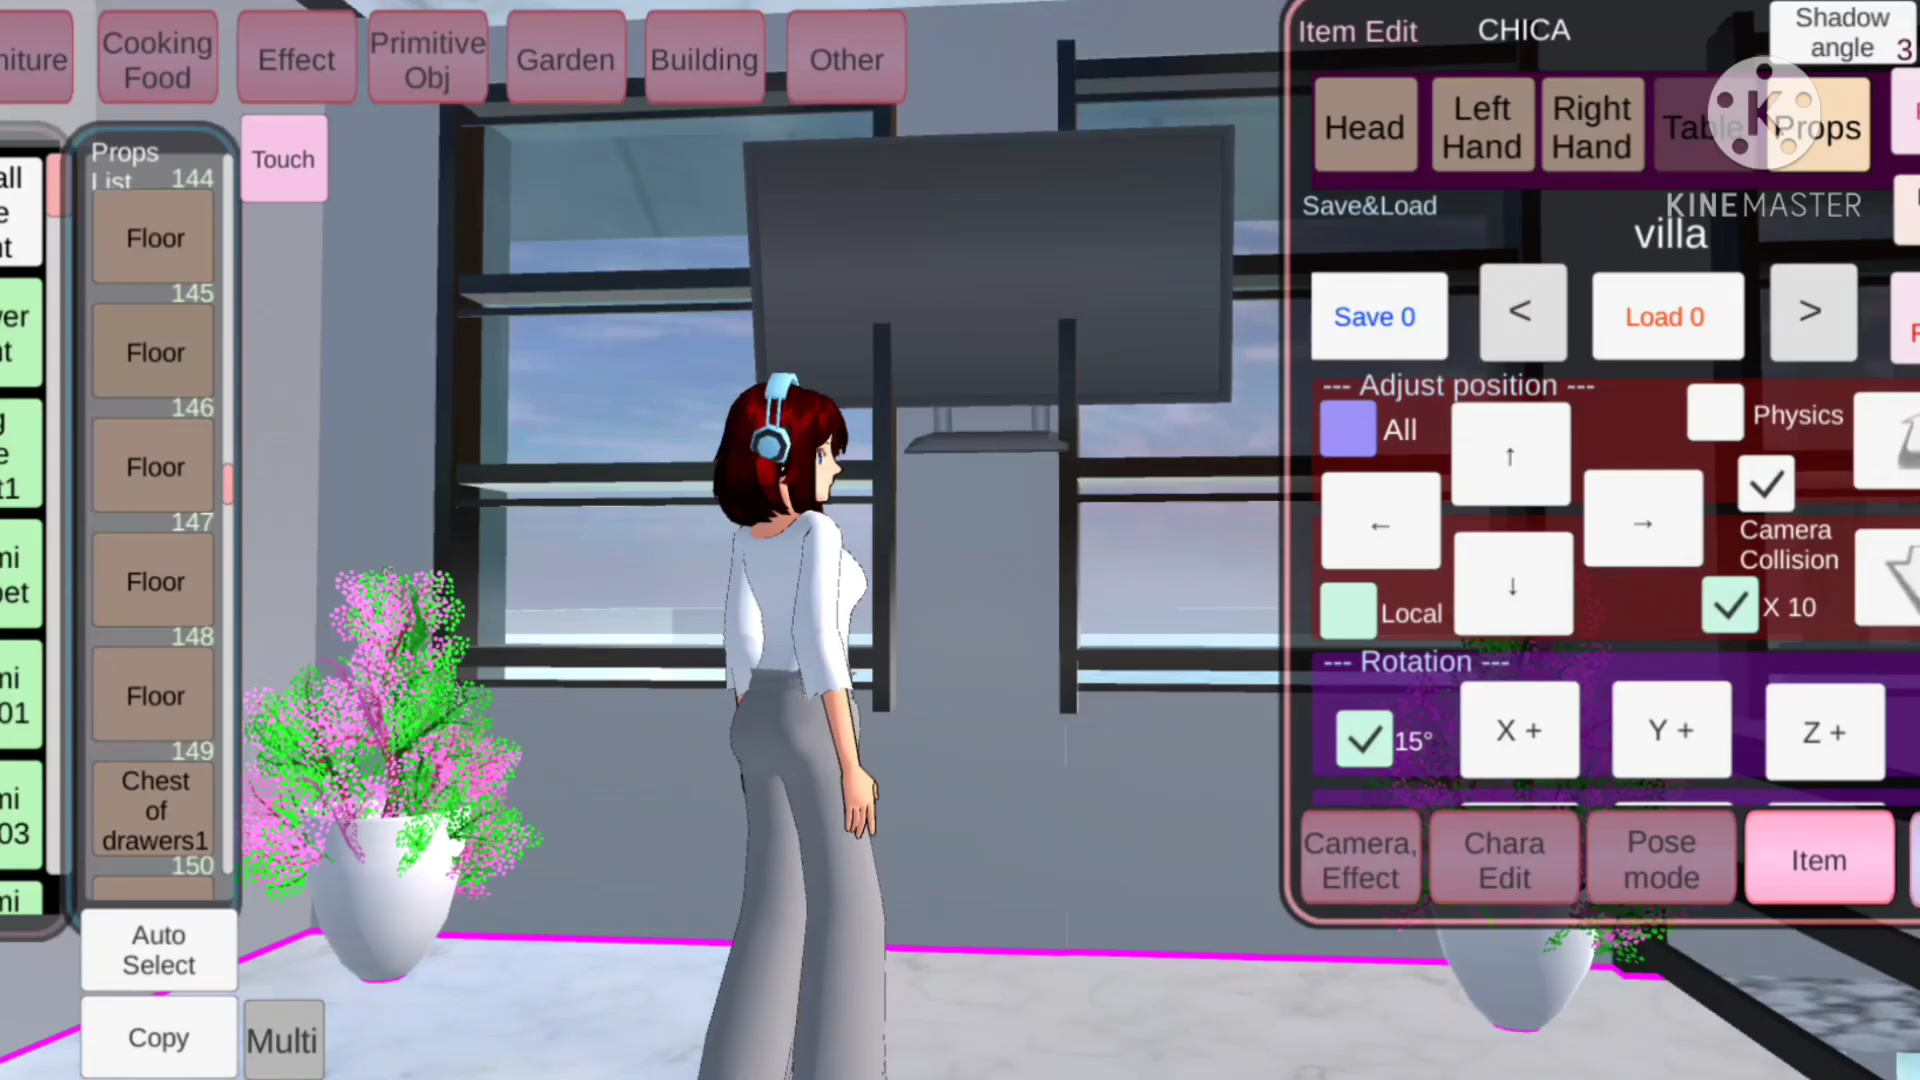 niture
Cooking
Food
Effect
Primitive
Obj
Garden
Building
Other
Item Edit
CHICA
Shadow
angle
3
Head
Left
Hand
Right
Hand
Table
Props
K
KINEMASTER
Save&Load
villa
Save 0
<
Load 0
>
--- Adjust position ---
All
↑
Physics
←
→
Camera
Collision
Local
↓
X 10
--- Rotation ---
15°
X +
Y +
Z +
Camera,
Effect
Chara
Edit
Pose
mode
Item
Touch
Props
List
144
Floor
145
Floor
146
Floor
147
Floor
148
Floor
149
Chest
of
drawers1
150
Auto
Select
Copy
Multi